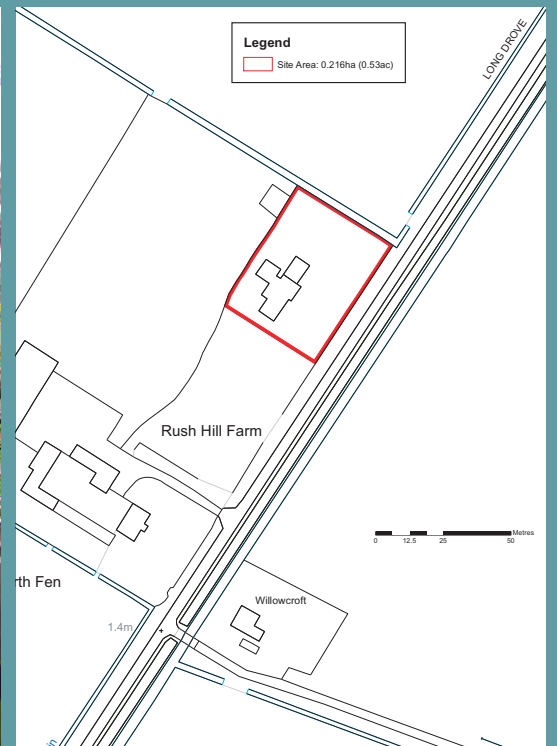 Legend
Site Area: 0.216ha (0.53ac)
LONG DROVE
Rush Hill Farm
Metres
0 12.5 25 50
rth Fen
Willowcroft
1.4m
in